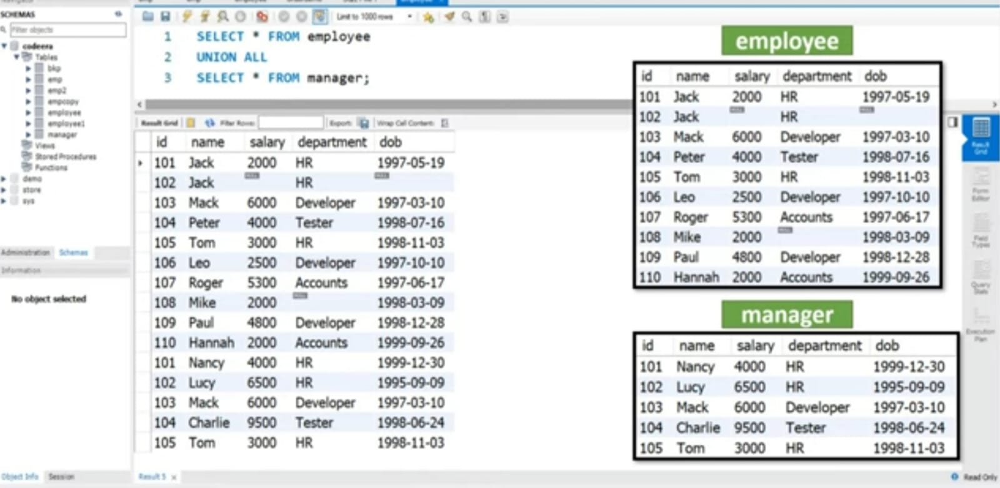 SCHEMAS
Filter objects
codeera
Tables
bkp
emp
emp2
empcopy
employee
employee1
manager
Views
Stored Procedures
Functions
demo
store
sys
Administration Schemas
Information
No object selected
Object Info Session
Limit to 1000 rows
1 SELECT * FROM employee
2 UNION ALL
3 SELECT * FROM manager;
Result Grid Filter Rows: Export: Wrap Cell Content:
id name salary department dob
101 Jack 2000 HR 1997-05-19
102 Jack NULL HR NULL
103 Mack 6000 Developer 1997-03-10
104 Peter 4000 Tester 1998-07-16
105 Tom 3000 HR 1998-11-03
106 Leo 2500 Developer 1997-10-10
107 Roger 5300 Accounts 1997-06-17
108 Mike 2000 NULL 1998-03-09
109 Paul 4800 Developer 1998-12-28
110 Hannah 2000 Accounts 1999-09-26
101 Nancy 4000 HR 1999-12-30
102 Lucy 6500 HR 1995-09-09
103 Mack 6000 Developer 1997-03-10
104 Charlie 9500 Tester 1998-06-24
105 Tom 3000 HR 1998-11-03
Result 5
employee
id name salary department dob
101 Jack 2000 HR 1997-05-19
102 Jack NULL HR NULL
103 Mack 6000 Developer 1997-03-10
104 Peter 4000 Tester 1998-07-16
105 Tom 3000 HR 1998-11-03
106 Leo 2500 Developer 1997-10-10
107 Roger 5300 Accounts 1997-06-17
108 Mike 2000 NULL 1998-03-09
109 Paul 4800 Developer 1998-12-28
110 Hannah 2000 Accounts 1999-09-26
manager
id name salary department dob
101 Nancy 4000 HR 1999-12-30
102 Lucy 6500 HR 1995-09-09
103 Mack 6000 Developer 1997-03-10
104 Charlie 9500 Tester 1998-06-24
105 Tom 3000 HR 1998-11-03
Result
Grid
Form
Editor
Field
Types
Query
Stats
Execution
Plan
Read Only